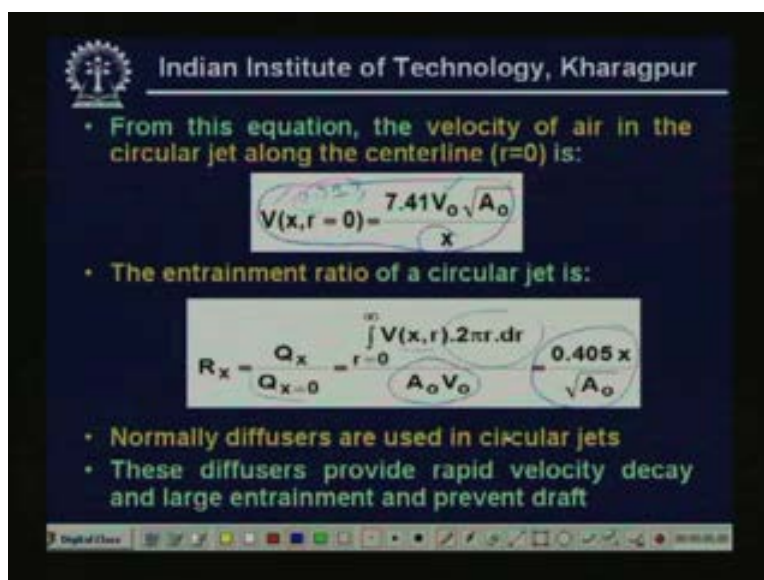 Indian Institute of Technology, Kharagpur
• From this equation, the velocity of air in the
circular jet along the centerline (r=0) is:
V(x,r = 0)= 7.41V₀√A₀ / x
• The entrainment ratio of a circular jet is:
Rₓ = Qₓ / Qₓ₌₀ = ∫ᵣ₌₀^∞ V(x,r).2πr.dr / A₀V₀ = 0.405 x / √A₀
• Normally diffusers are used in circular jets
• These diffusers provide rapid velocity decay
and large entrainment and prevent draft
Digital Class